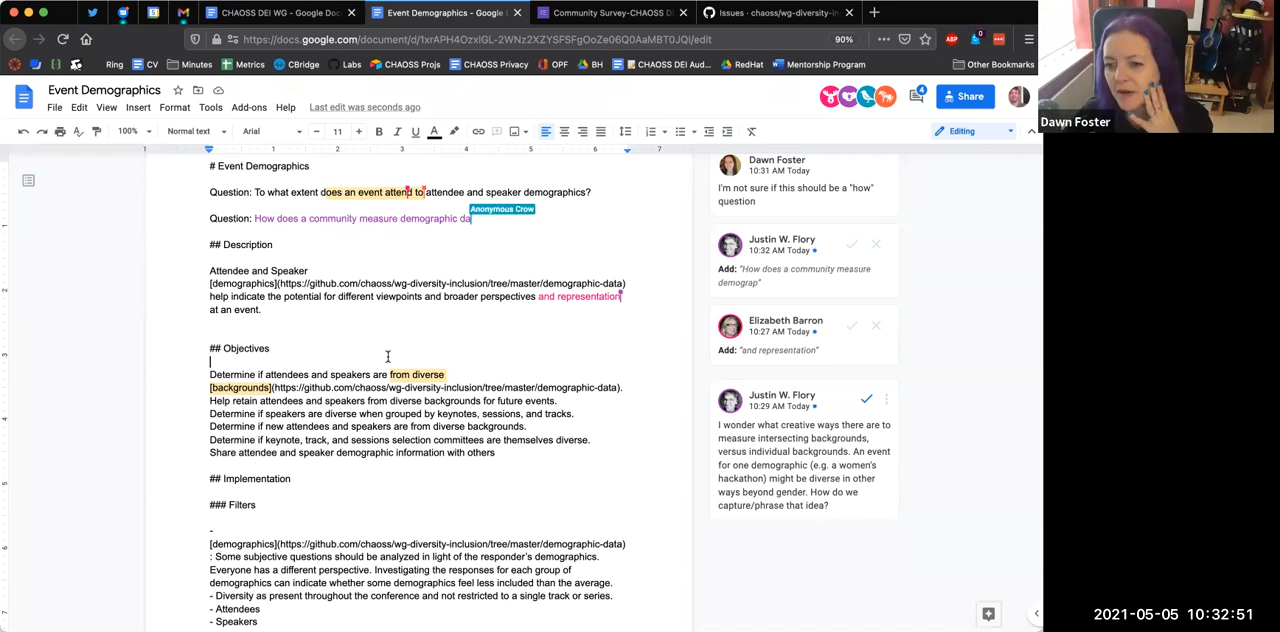 CHAOSS DEI WG - Google Doc
Event Demographics - Google
Community Survey-CHAOSS D
Issues · chaoss/wg-diversity-in
https://docs.google.com/document/d/1xrAPH4OzxIGL-2WNz2XZYSFSFgOoZe06Q0AaMBT0JQI/edit
90%
Ring
CV
Minutes
Metrics
CBridge
Labs
CHAOSS Projs
CHAOSS Privacy
OPF
BH
CHAOSS DEI Aud...
RedHat
Mentorship Program
Other Bookmarks
Event Demographics
File Edit View Insert Format Tools Add-ons Help Last edit was seconds ago
4
Share
100% Normal text Arial 11 B I U A
Editing
Dawn Foster
1 1 2 3 4 5 6 7
# Event Demographics
Question: To what extent does an event attend to attendee and speaker demographics?
Anonymous Crow
Question: How does a community measure demographic da
## Description
Attendee and Speaker
[demographics](https://github.com/chaoss/wg-diversity-inclusion/tree/master/demographic-data)
help indicate the potential for different viewpoints and broader perspectives and representation
at an event.
## Objectives
Determine if attendees and speakers are from diverse
[backgrounds](https://github.com/chaoss/wg-diversity-inclusion/tree/master/demographic-data).
Help retain attendees and speakers from diverse backgrounds for future events.
Determine if speakers are diverse when grouped by keynotes, sessions, and tracks.
Determine if new attendees and speakers are from diverse backgrounds.
Determine if keynote, track, and sessions selection committees are themselves diverse.
Share attendee and speaker demographic information with others
## Implementation
### Filters
-
[demographics](https://github.com/chaoss/wg-diversity-inclusion/tree/master/demographic-data)
: Some subjective questions should be analyzed in light of the responder's demographics.
Everyone has a different perspective. Investigating the responses for each group of
demographics can indicate whether some demographics feel less included than the average.
- Diversity as present throughout the conference and not restricted to a single track or series.
- Attendees
- Speakers
Dawn Foster
10:31 AM Today
I'm not sure if this should be a "how"
question
Justin W. Flory
10:32 AM Today
Add: "How does a community measure
demograp"
Elizabeth Barron
10:27 AM Today
Add: "and representation"
Justin W. Flory
10:29 AM Today
I wonder what creative ways there are to
measure intersecting backgrounds,
versus individual backgrounds. An event
for one demographic (e.g. a women's
hackathon) might be diverse in other
ways beyond gender. How do we
capture/phrase that idea?
2021-05-05 10:32:51